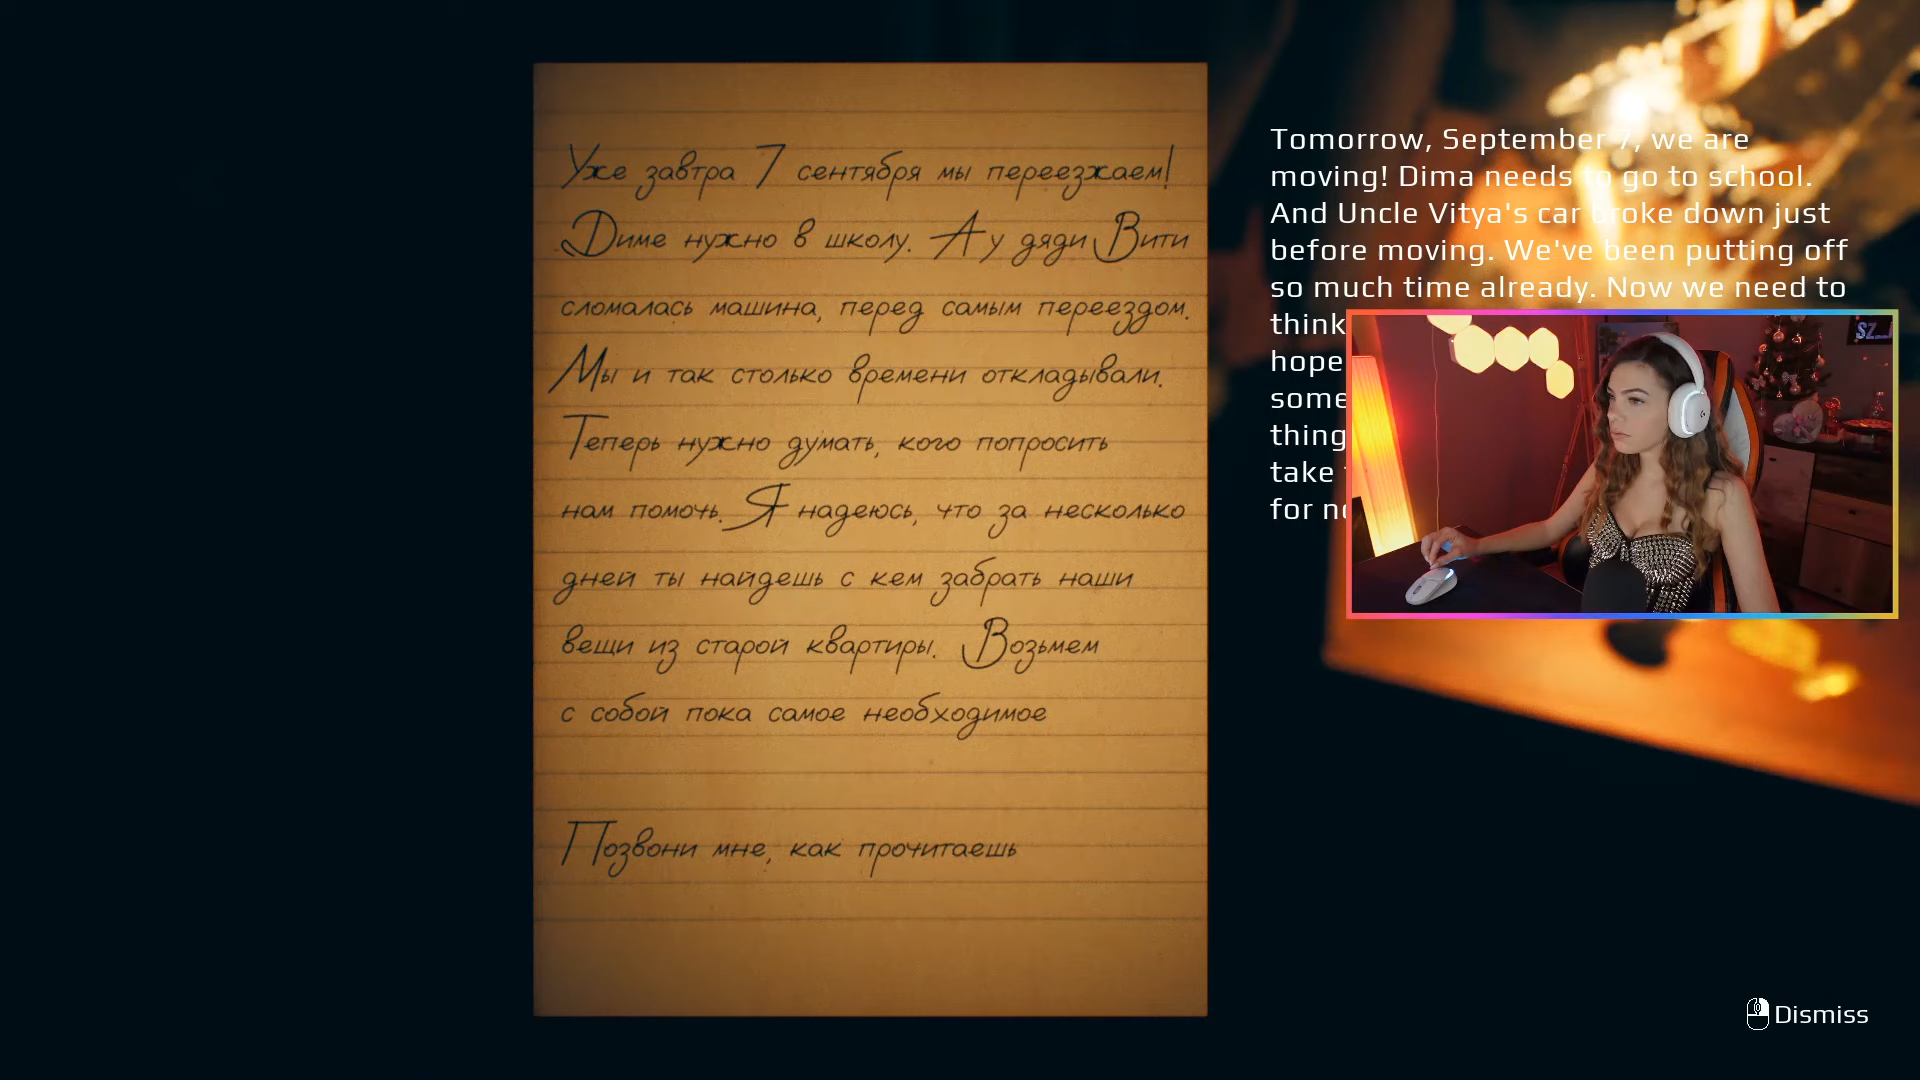 Уже завтра 7 сентября мы переезжаем!
Диме нужно в школу. А у дяди Вити
сломалась машина, перед самым переездом.
Мы и так столько времени откладывали.
Теперь нужно думать, кого попросить
нам помочь. Я надеюсь, что за несколько
дней ты найдешь с кем забрать наши
вещи из старой квартиры. Возьмем
с собой пока самое необходимое
Позвони мне, как прочитаешь
Tomorrow, September 7, we are
moving! Dima needs to go to school.
And Uncle Vitya's car broke down just
before moving. We've been putting off
so much time already. Now we need to
think
hope
some
thing
take
for
SZ
Dismiss